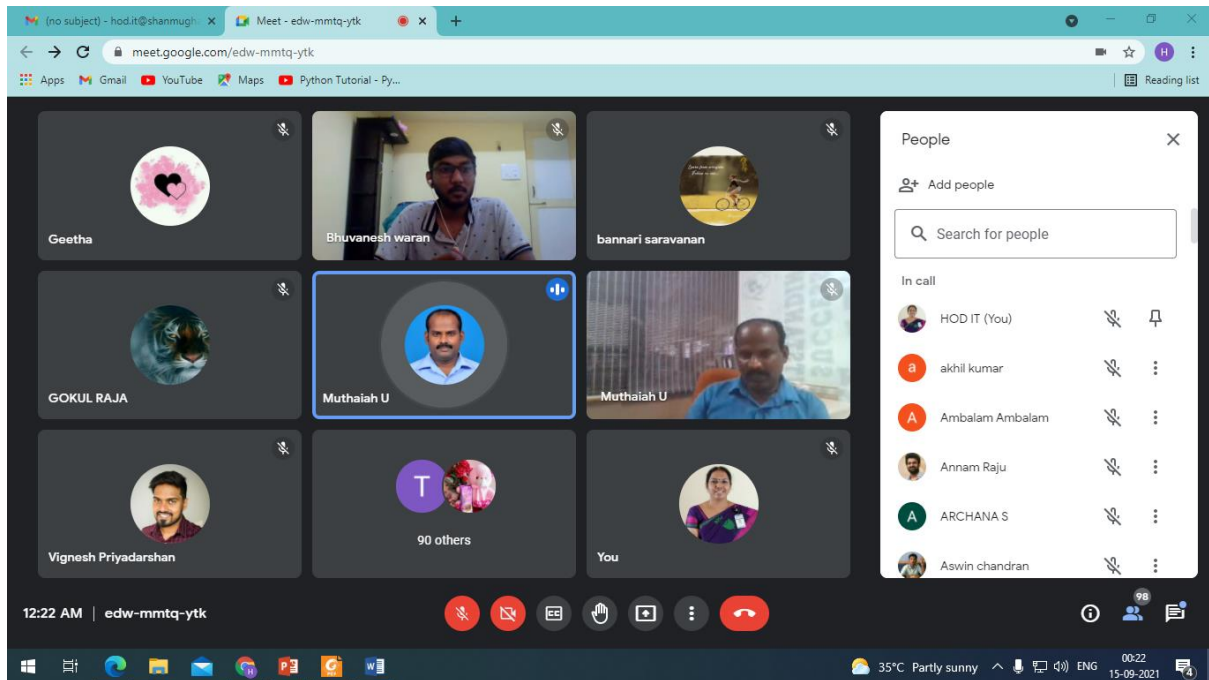 (no subject) - hod.it@shanmugh
Meet - edw-mmtq-ytk
meet.google.com/edw-mmtq-ytk
H
Apps
Gmail
YouTube
Maps
Python Tutorial - Py...
Reading list
Geetha
Bhuvanesh waran
bannari saravanan
GOKUL RAJA
Muthaiah U
Muthaiah U
Vignesh Priyadarshan
T
90 others
You
People
Add people
Search for people
In call
HOD IT (You)
a
akhil kumar
A
Ambalam Ambalam
Annam Raju
A
ARCHANA S
Aswin chandran
12:22 AM | edw-mmtq-ytk
CC
98
35°C Partly sunny
ENG
00:22
15-09-2021
4